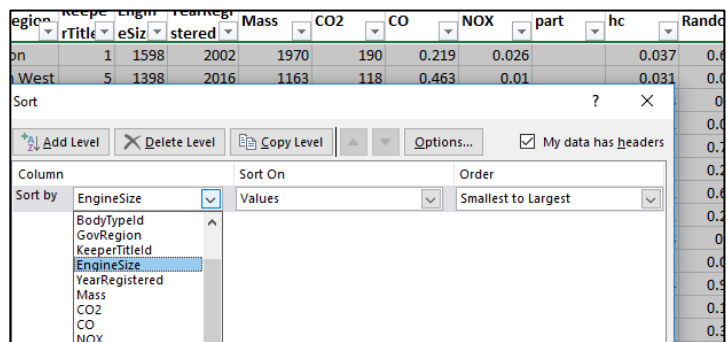 Keepe Engin YearRegi
egion rTitle eSiz stered Mass CO2 CO NOX part hc Rando
on 1 1598 2002 1970 190 0.219 0.026 0.037 0.6
West 5 1398 2016 1163 118 0.463 0.01 0.031 0.0
Sort ? ×
Add Level Delete Level Copy Level Options... My data has headers
Column Sort On Order
Sort by EngineSize Values Smallest to Largest
BodyTypeId
GovRegion
KeeperTitleId
EngineSize
YearRegistered
Mass
CO2
CO
NOX
0
0.0
0.7
0.2
0.6
0.2
0
0.0
0.9
0.1
0.3